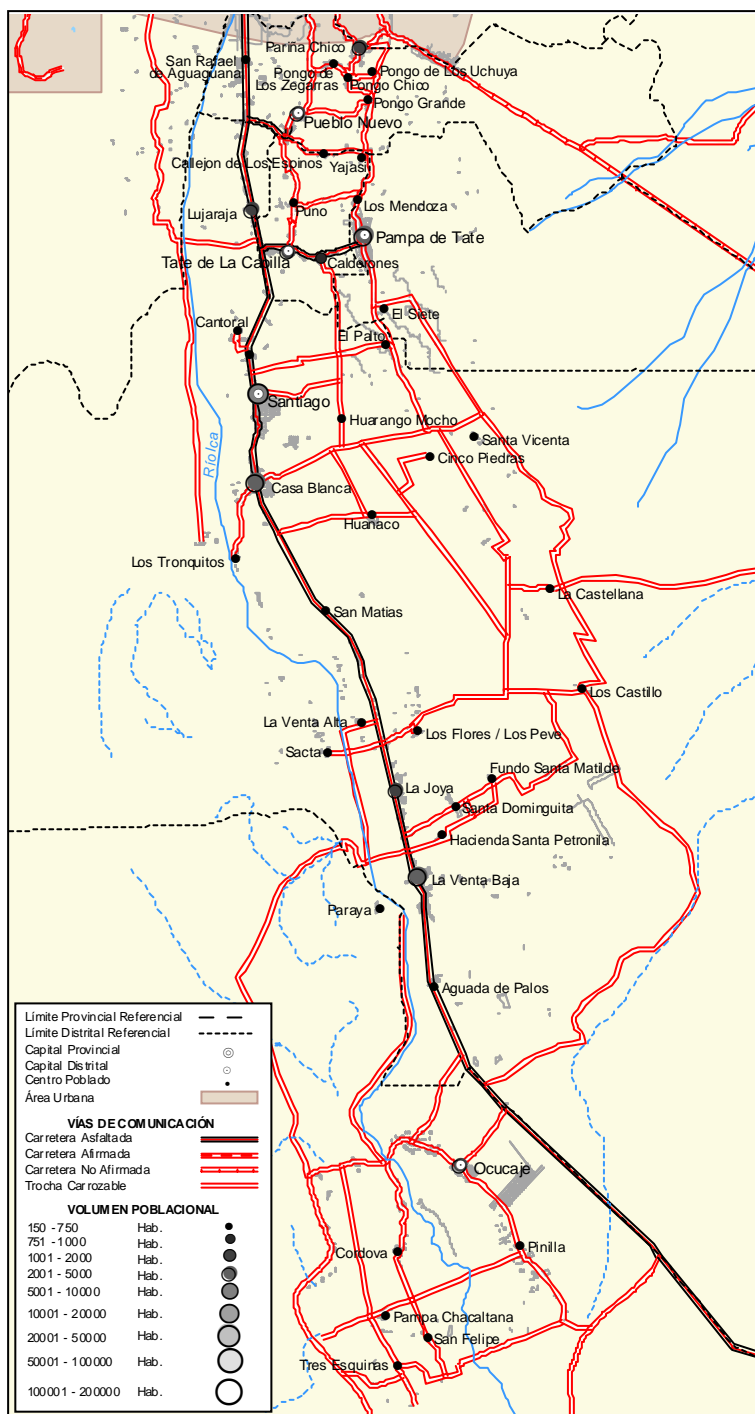 San Rafael
de Aguaquana
Pariña Chico
Pongo de
Los Zegarras
Pongo de Los Uchuya
Pongo Chico
Pongo Grande
Pueblo Nuevo
Callejon de Los Espinos
Yajasi
Lujaraja
Puno
Los Mendoza
Pampa de Tate
Tate de La Capilla
Calderones
Cantoral
El Siete
El Palto
Santiago
Huarango Mocho
Santa Vicenta
Cinco Piedras
Río Ica
Casa Blanca
Huanaco
Los Tronquitos
La Castellana
San Matias
Los Castillo
La Venta Alta
Los Flores / Los Peve
Sacta
Fundo Santa Matilde
La Joya
Santa Dominguita
Hacienda Santa Petronila
La Venta Baja
Paraya
Aguada de Palos
Ocucaje
Cordova
Pinilla
Pampa Chacaltana
San Felipe
Tres Esquinas
Límite Provincial Referencial
Límite Distrital Referencial
Capital Provincial
Capital Distrital
Centro Poblado
Área Urbana
VÍAS DE COMUNICACIÓN
Carretera Asfaltada
Carretera Afirmada
Carretera No Afirmada
Trocha Carrozable
VOLUMEN POBLACIONAL
150 - 750 Hab.
751 - 1000 Hab.
1001 - 2000 Hab.
2001 - 5000 Hab.
5001 - 10000 Hab.
10001 - 20000 Hab.
20001 - 50000 Hab.
50001 - 100000 Hab.
100001 - 200000 Hab.